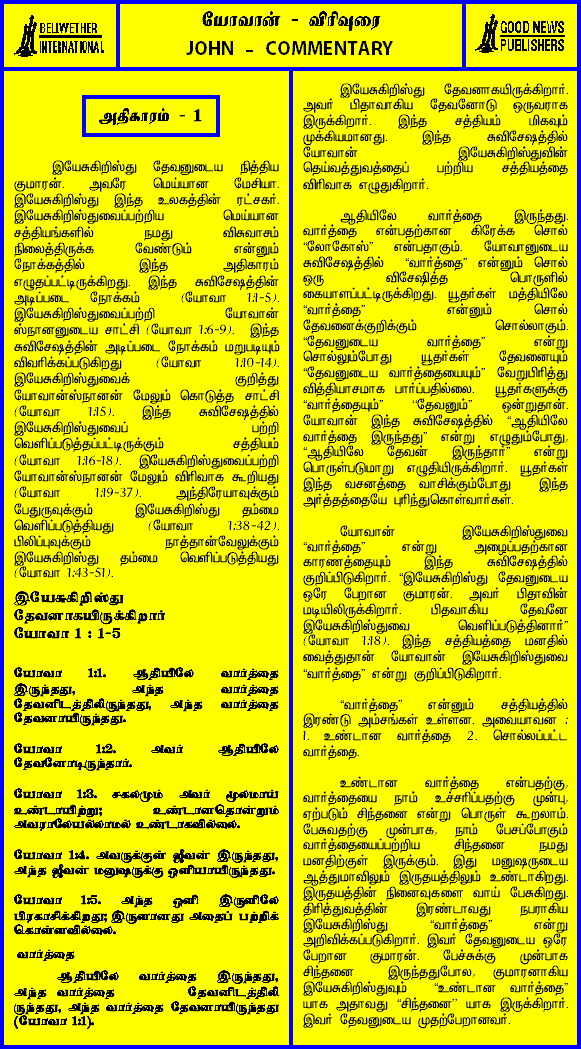 BELWETHER
INTERNATIONAL
யோவான் - விரிவுரை
JOHN – COMMENTARY
GOOD NEWS
PUBLISHERS
அதிகாரம் - 1
இயேசுகிறிஸ்து தேவனுடைய நித்திய
குமாரன். அவரே மெய்யான மேசியா.
இயேசுகிறிஸ்து இந்த உலகத்தின் ரட்சகர்.
இயேசுகிறிஸ்துவைப்பற்றிய மெய்யான
சத்தியங்களில் நமது விசுவாசம்
நிலைத்திருக்க வேண்டும் என்னும்
நோக்கத்தில் இந்த அதிகாரம்
எழுதப்பட்டிருக்கிறது. இந்த சுவிசேஷத்தின்
அடிப்படை நோக்கம் (யோவா 1:1-5).
இயேசுகிறிஸ்துவைப்பற்றி யோவான்
ஸ்நானனுடைய சாட்சி (யோவா 1:6-9). இந்த
சுவிசேஷத்தின் அடிப்படை நோக்கம் மறுபடியும்
விவரிக்கப்படுகிறது (யோவா 1:10-14).
இயேசுகிறிஸ்துவைக் குறித்து
யோவான்ஸ்நானன் மேலும் கொடுத்த சாட்சி
(யோவா 1:15). இந்த சுவிசேஷத்தில்
இயேசுகிறிஸ்துவைப் பற்றி
வெளிப்படுத்தப்பட்டிருக்கும் சத்தியம்
(யோவா 1:16-18). இயேசுகிறிஸ்துவைப்பற்றி
யோவான்ஸ்நானன் மேலும் விரிவாக கூறியது
(யோவா 1:19-37). அந்திரேயாவுக்கும்
பேதுருவுக்கும் இயேசுகிறிஸ்து தம்மை
வெளிப்படுத்தியது (யோவா 1:38-42).
பிலிப்புவுக்கும் நாத்தான்வேலுக்கும்
இயேசுகிறிஸ்து தம்மை வெளிப்படுத்தியது
(யோவா 1:43-51).
இயேசுகிறிஸ்து
தேவனாகயிருக்கிறார்
யோவா 1 : 1-5
யோவா 1:1. ஆதியிலே வார்த்தை
இருந்தது, அந்த வார்த்தை
தேவனிடத்திலிருந்தது, அந்த வார்த்தை
தேவனாயிருந்தது.
யோவா 1:2. அவர் ஆதியிலே
தேவனோடிருந்தார்.
யோவா 1:3. சகலமும் அவர் மூலமாய்
உண்டாயிற்று; உண்டானதொன்றும்
அவராலேயல்லாமல் உண்டாகவில்லை.
யோவா 1:4. அவருக்குள் ஜீவன் இருந்தது,
அந்த ஜீவன் மனுஷருக்கு ஒளியாயிருந்தது.
யோவா 1:5. அந்த ஒளி இருளிலே
பிரகாசிக்கிறது; இருளானது அதைப் பற்றிக்
கொள்ளவில்லை.
வார்த்தை
ஆதியிலே வார்த்தை இருந்தது,
அந்த வார்த்தை தேவனிடத்திலி
ருந்தது, அந்த வார்த்தை தேவனாயிருந்தது
(யோவா 1:1).
இயேசுகிறிஸ்து தேவனாகயிருக்கிறார்.
அவர் பிதாவாகிய தேவனோடு ஒருவராக
இருக்கிறார். இந்த சத்தியம் மிகவும்
முக்கியமானது. இந்த சுவிசேஷத்தில்
யோவான் இயேசுகிறிஸ்துவின்
தெய்வத்துவத்தைப் பற்றிய சத்தியத்தை
விரிவாக எழுதுகிறார்.
ஆதியிலே வார்த்தை இருந்தது.
வார்த்தை என்பதற்கான கிரேக்க சொல்
“லோகோஸ்” என்பதாகும். யோவானுடைய
சுவிசேஷத்தில் “வார்த்தை” என்னும் சொல்
ஒரு விசேஷித்த பொருளில்
கையாளப்பட்டிருக்கிறது. யூதர்கள் மத்தியிலே
“வார்த்தை” என்னும் சொல்
தேவனைக்குறிக்கும் சொல்லாகும்.
“தேவனுடைய வார்த்தை” என்று
சொல்லும்போது யூதர்கள் தேவனையும்
“தேவனுடைய வார்த்தையையும்” வேறுபிரித்து
வித்தியாசமாக பார்ப்பதில்லை. யூதர்களுக்கு
“வார்த்தையும்” “தேவனும்” ஒன்றுதான்.
யோவான் இந்த சுவிசேஷத்தில் “ஆதியிலே
வார்த்தை இருந்தது” என்று எழுதும்போது,
“ஆதியிலே தேவன் இருந்தார்” என்று
பொருள்படுமாறு எழுதியிருக்கிறார். யூதர்கள்
இந்த வசனத்தை வாசிக்கும்போது இந்த
அர்த்தத்தையே புரிந்துகொள்வார்கள்.
யோவான் இயேசுகிறிஸ்துவை
“வார்த்தை” என்று அழைப்பதற்கான
காரணத்தையும் இந்த சுவிசேஷத்தில்
குறிப்பிடுகிறார். “இயேசுகிறிஸ்து தேவனுடைய
ஒரே பேறான குமாரன். அவர் பிதாவின்
மடியிலிருக்கிறார். பிதவாகிய தேவனே
இயேசுகிறிஸ்துவை வெளிப்படுத்தினார்”
(யோவா 1:18). இந்த சத்தியத்தை மனதில்
வைத்துதான் யோவான் இயேசுகிறிஸ்துவை
“வார்த்தை” என்று குறிப்பிடுகிறார்.
“வார்த்தை” என்னும் சத்தியத்தில்
இரண்டு அம்சங்கள் உள்ளன. அவையாவன :
1. உண்டான வார்த்தை 2. சொல்லப்பட்ட
வார்த்தை.
உண்டான வார்த்தை என்பதற்கு,
வார்த்தையை நாம் உச்சரிப்பதற்கு முன்பு,
ஏற்படும் சிந்தனை என்று பொருள் கூறலாம்.
பேசுவதற்கு முன்பாக, நாம் பேசப்போகும்
வார்த்தையைப்பற்றிய சிந்தனை நமது
மனதிற்குள் இருக்கும். இது மனுஷருடைய
ஆத்துமாவிலும் இருதயத்திலும் உண்டாகிறது.
இருதயத்தின் நினைவுகளை வாய் பேசுகிறது.
திரித்துவத்தின் இரண்டாவது நபராகிய
இயேசுகிறிஸ்து “வார்த்தை” என்று
அறிவிக்கப்படுகிறார். இவர் தேவனுடைய ஒரே
பேறான குமாரன். பேச்சுக்கு முன்பாக
சிந்தனை இருந்ததுபோல, குமாரனாகிய
இயேசுகிறிஸ்துவும் “உண்டான வார்த்தை”
யாக அதாவது “சிந்தனை” யாக இருக்கிறார்.
இவர் தேவனுடைய முதற்பேறானவர்.